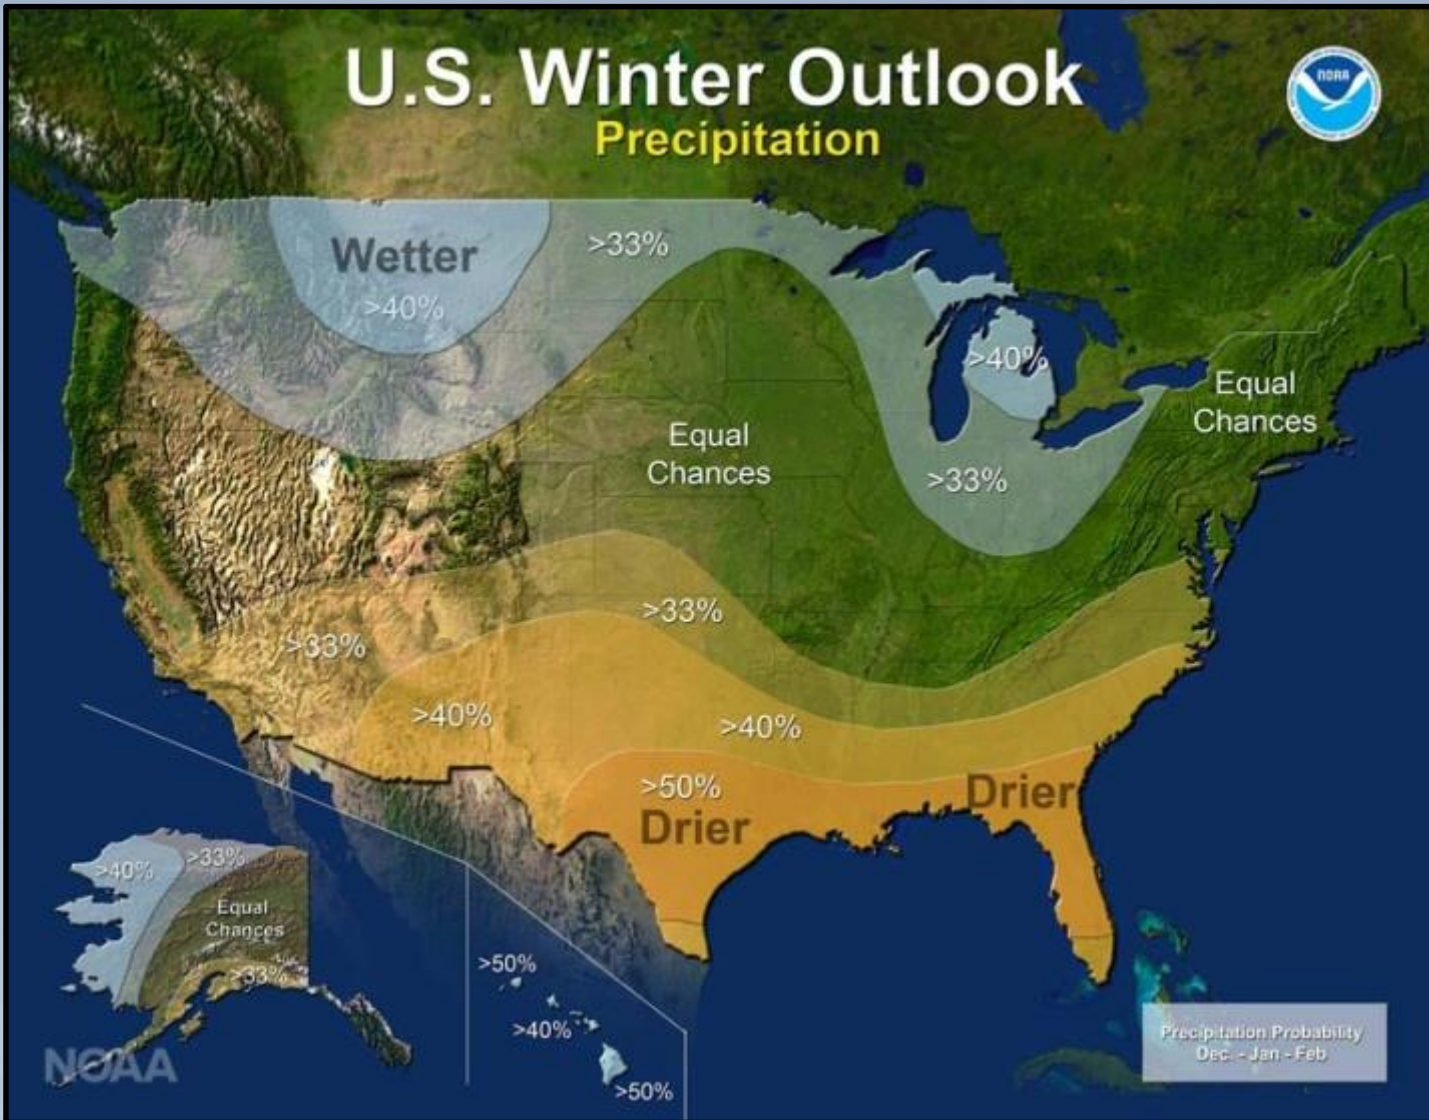 U.S. Winter Outlook
Precipitation
NOAA
Wetter
>33%
>40%
>40%
Equal
Chances
Equal
Chances
>33%
>33%
>33%
>40%
>40%
>50%
Drier
Drier
>40%
>33%
Equal
Chances
>33%
>50%
>40%
>50%
NOAA
Precipitation Probability
Dec. - Jan - Feb